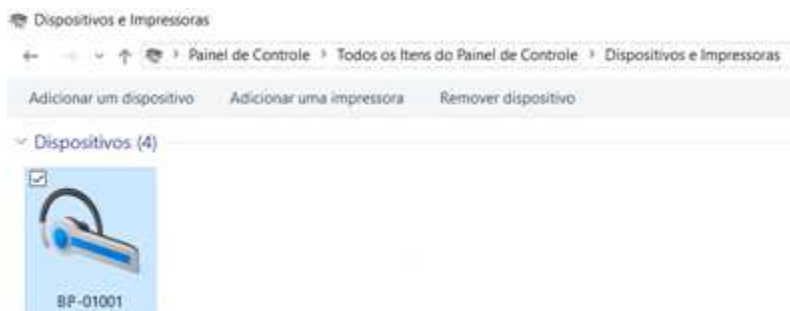 Dispositivos e Impressoras
Painel de Controle > Todos os Itens do Painel de Controle > Dispositivos e Impressoras
Adicionar um dispositivo Adicionar uma impressora Remover dispositivo
Dispositivos (4)
BP-01001